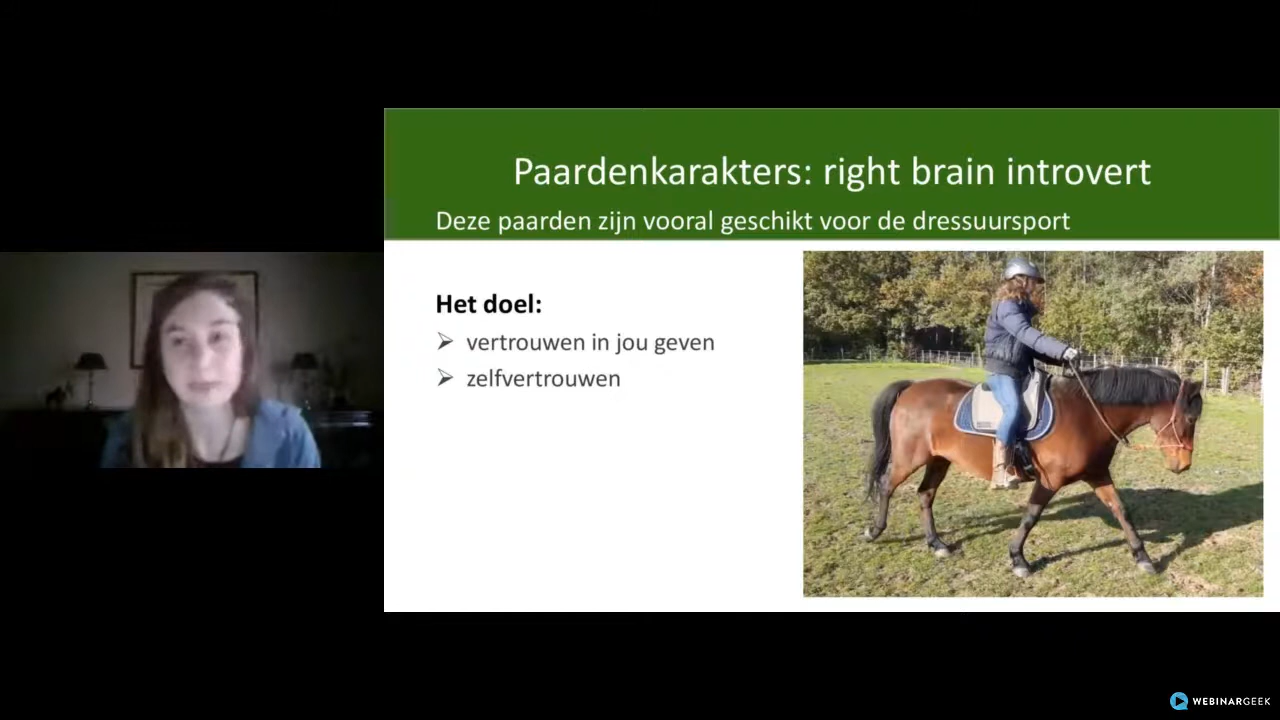 Paardenkarakters: right brain introvert
Deze paarden zijn vooral geschikt voor de dressuursport
Het doel:
vertrouwen in jou geven
zelfvertrouwen
WEBINARGEEK